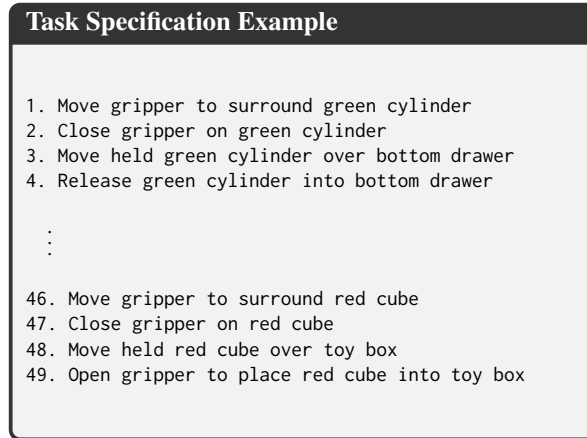 Task Specification Example
1. Move gripper to surround green cylinder
2. Close gripper on green cylinder
3. Move held green cylinder over bottom drawer
4. Release green cylinder into bottom drawer
.
.
.
46. Move gripper to surround red cube
47. Close gripper on red cube
48. Move held red cube over toy box
49. Open gripper to place red cube into toy box